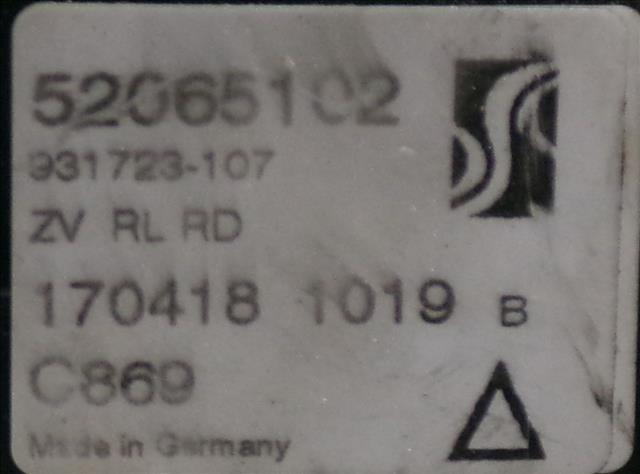 52065102
931723-107
ZV RL RD
170418 1019 B
C869
Made in Germany